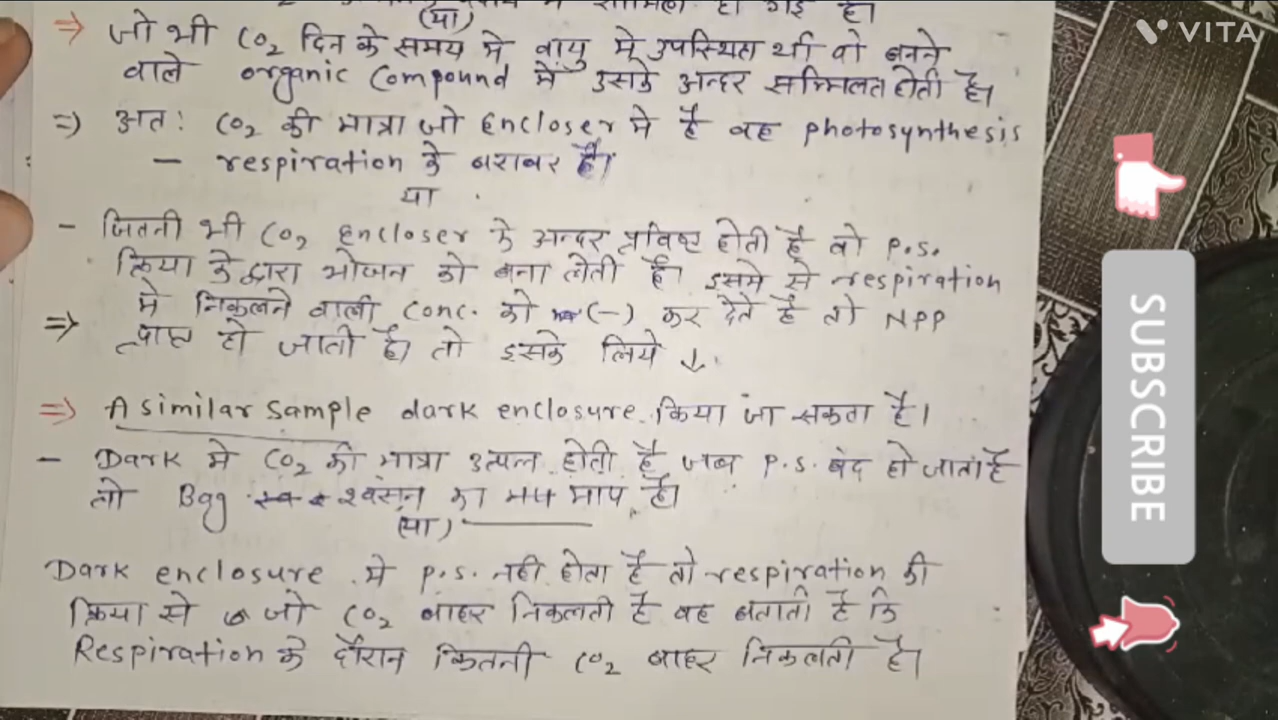 (या)
⇒ जो भी CO₂ दिन के समय मे वायु मे उपस्थित थी वो बनने
वाले organic Compound में उसके अन्दर सम्मिलत होती है।
⇒ अतः CO₂ की मात्रा जो Encloser मे है वह photosynthesis
– respiration के बराबर है।
या
– जितनी भी CO₂ Encloser के अन्दर प्रविष्ट होती है वो P.S.
क्रिया के द्वारा भोजन को बना लेती है। इसमे से respiration
मे निकलने वाली Conc. को (-) कर देते है तो NPP
⇒ प्राप्त हो जाती है। तो इसके लिये ↓
⇒ A similar sample dark enclosure किया जा सकता है।
– Dark मे CO₂ की मात्रा उत्पन्न होती है जब P.S. बंद हो जाता है
तो Bag श्वसन का माप है।
(या)
Dark enclosure मे P.S. नही होता है तो respiration की
क्रिया से जो CO₂ बाहर निकलती है वह बताती है कि
Respiration के दौरान कितनी CO₂ बाहर निकलती है।
VITA
SUBSCRIBE